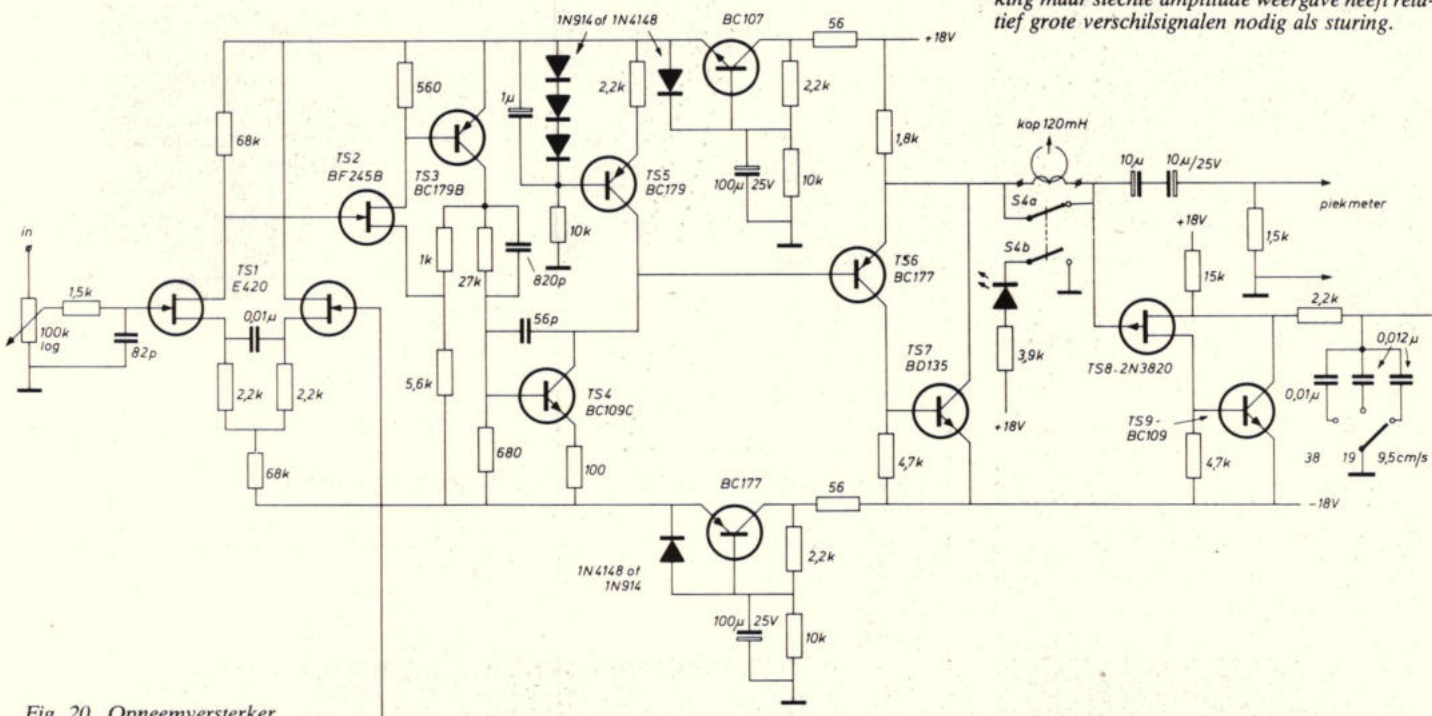 king maar slechte amplitude weergave heeft rela-
tief grote verschilsignalen nodig als sturing.
1N914 of 1N4148
BC107
56
+18V
560
1µ
2,2k
2,2k
1,8k
68k
kop 120mH
10µ
10µ/25V
TS2
BF245B
TS3
BC179B
TS5
BC179
100µ 25V
10k
S4a
piekmeter
+18V
in
10k
S4b
1,5k
TS1
E420
1k
27k
820p
TS6
BC177
15k
1,5k
100k
log
0,01µ
82p
56p
2,2k
3,9k
TS8-2N3820
0,012µ
0,01µ
2,2k
2,2k
5,6k
TS4
BC109C
TS7
BD135
+18V
TS9-
BC109
68k
680
100
BC177
56
4,7k
4,7k
38
19
9,5cm/s
-18V
1N4148 of
1N914
2,2k
100µ 25V
10k
Fig. 20. Opneemversterker